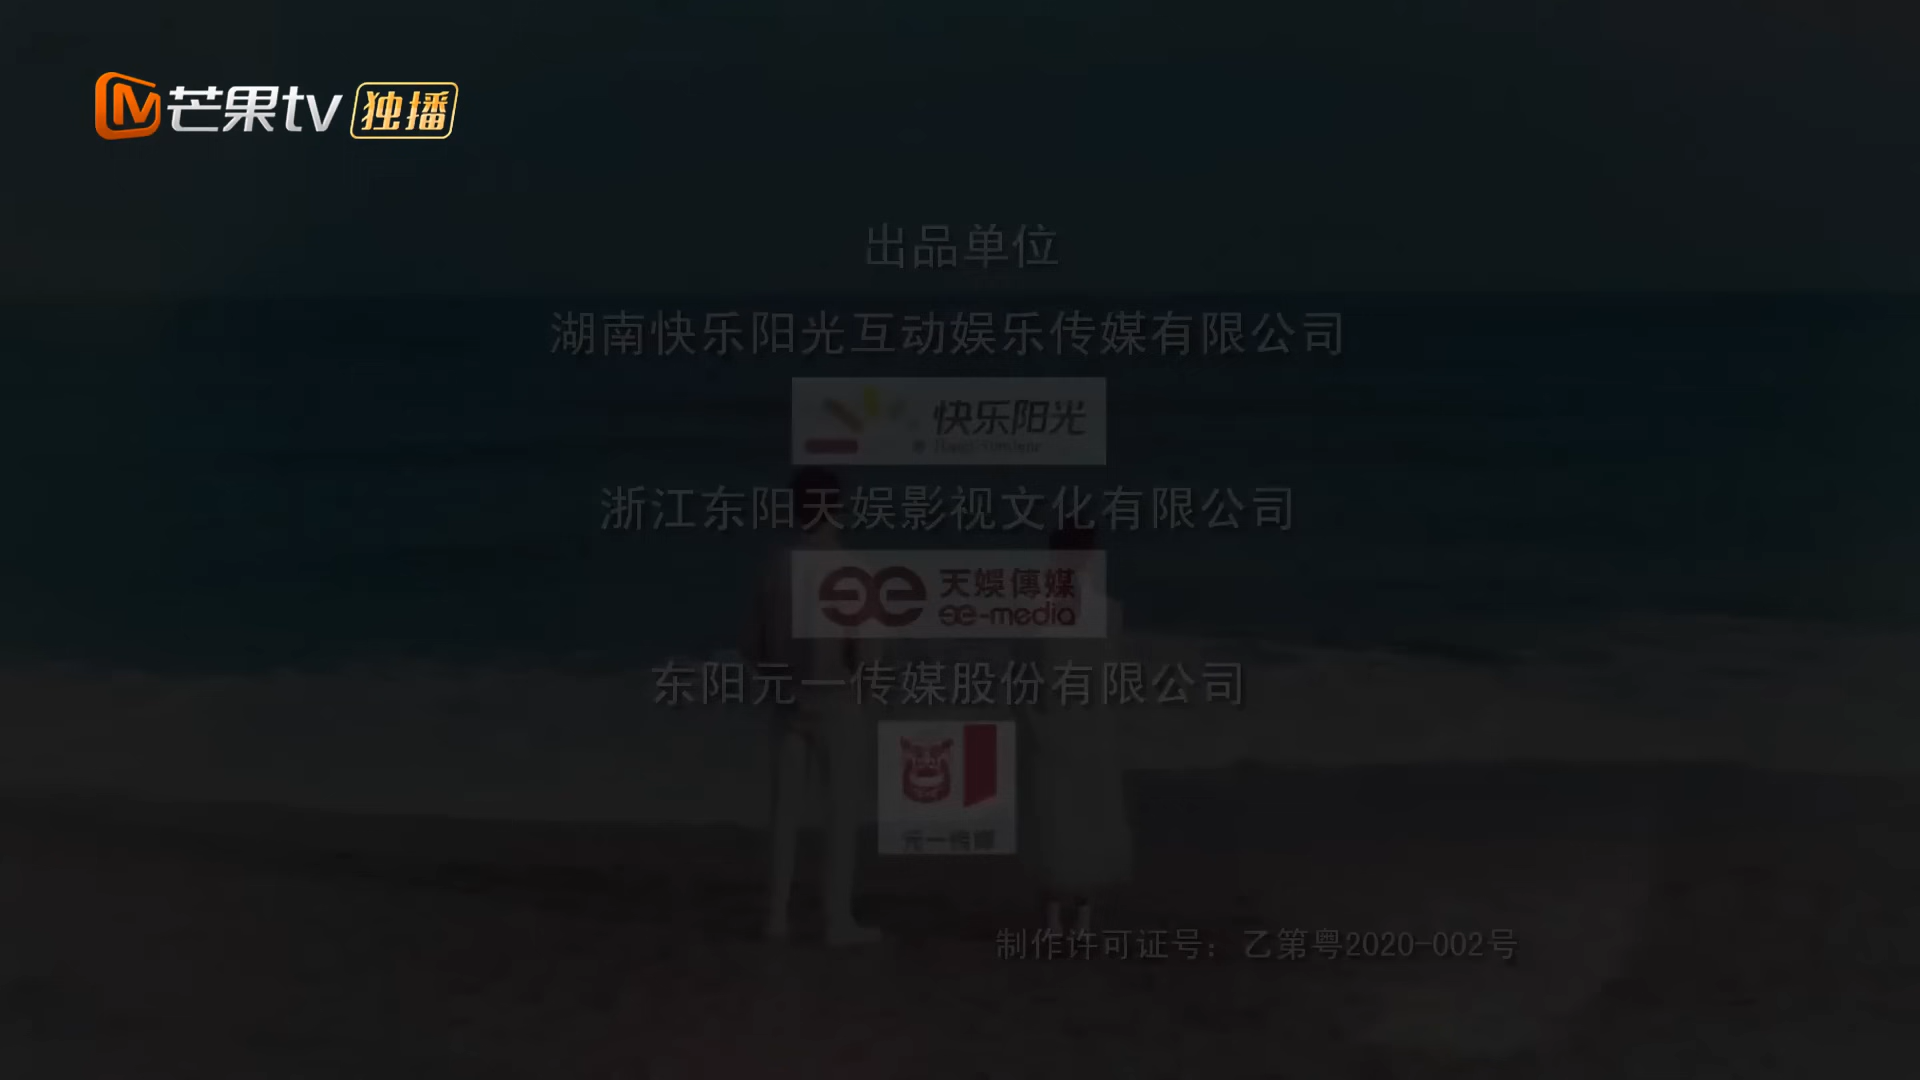 芒果tv 独播
出品单位
湖南快乐阳光互动娱乐传媒有限公司
快乐阳光
浙江东阳天娱影视文化有限公司
天娱傳媒
ee-media
东阳元一传媒股份有限公司
元一传媒
制作许可证号：乙第粤2020-002号